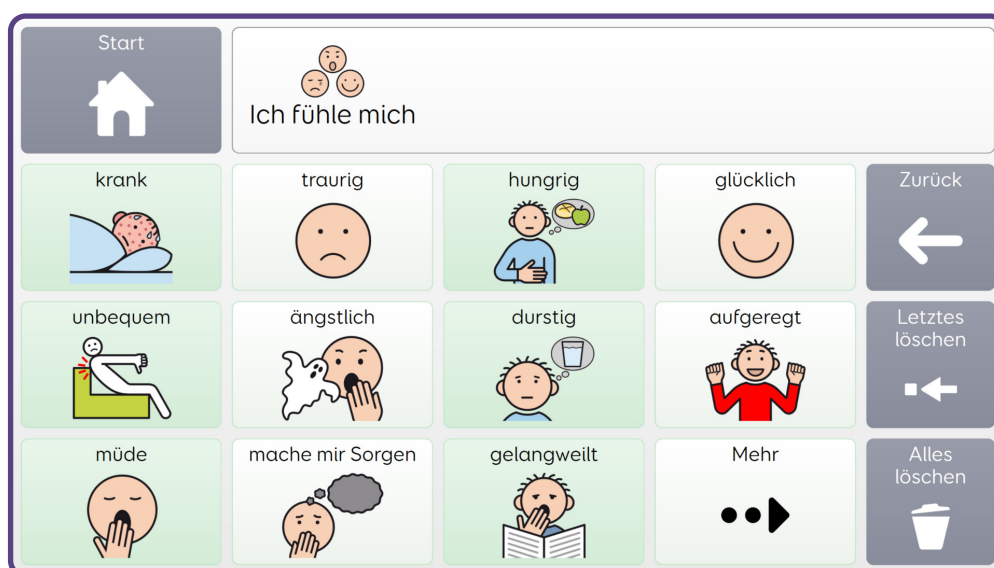 Start
Ich fühle mich
krank
traurig
hungrig
glücklich
Zurück
unbequem
ängstlich
durstig
aufgeregt
Letztes
löschen
müde
mache mir Sorgen
gelangweilt
Mehr
Alles
löschen